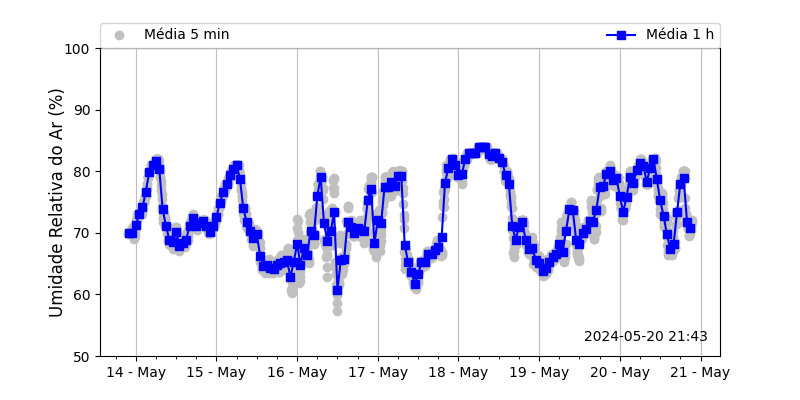 Média 5 min
Média 1 h
Umidade Relativa do Ar (%)
100
90
80
70
60
50
2024-05-20 21:43
14 - May
15 - May
16 - May
17 - May
18 - May
19 - May
20 - May
21 - May